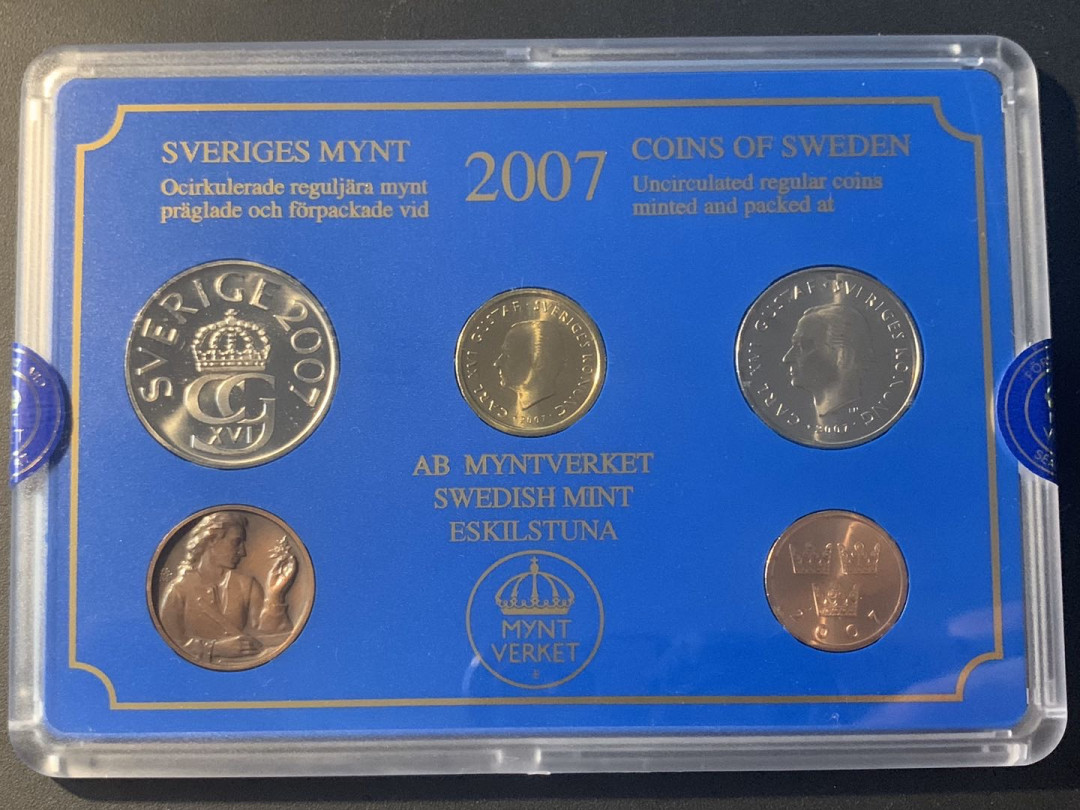 SVERIGES MYNT
Ocirkulerade reguljära mynt
präglade och förpackade vid
2007
COINS OF SWEDEN
Uncirculated regular coins
minted and packed at
SVERIGE 2007
CG
XVI
CARL XVI GUSTAF · SVERIGES KONUNG
· 2007 ·
CARL XVI GUSTAF · SVERIGES KONUNG
· 2007 ·
AB MYNTVERKET
SWEDISH MINT
ESKILSTUNA
MYNT
VERKET
E
2007